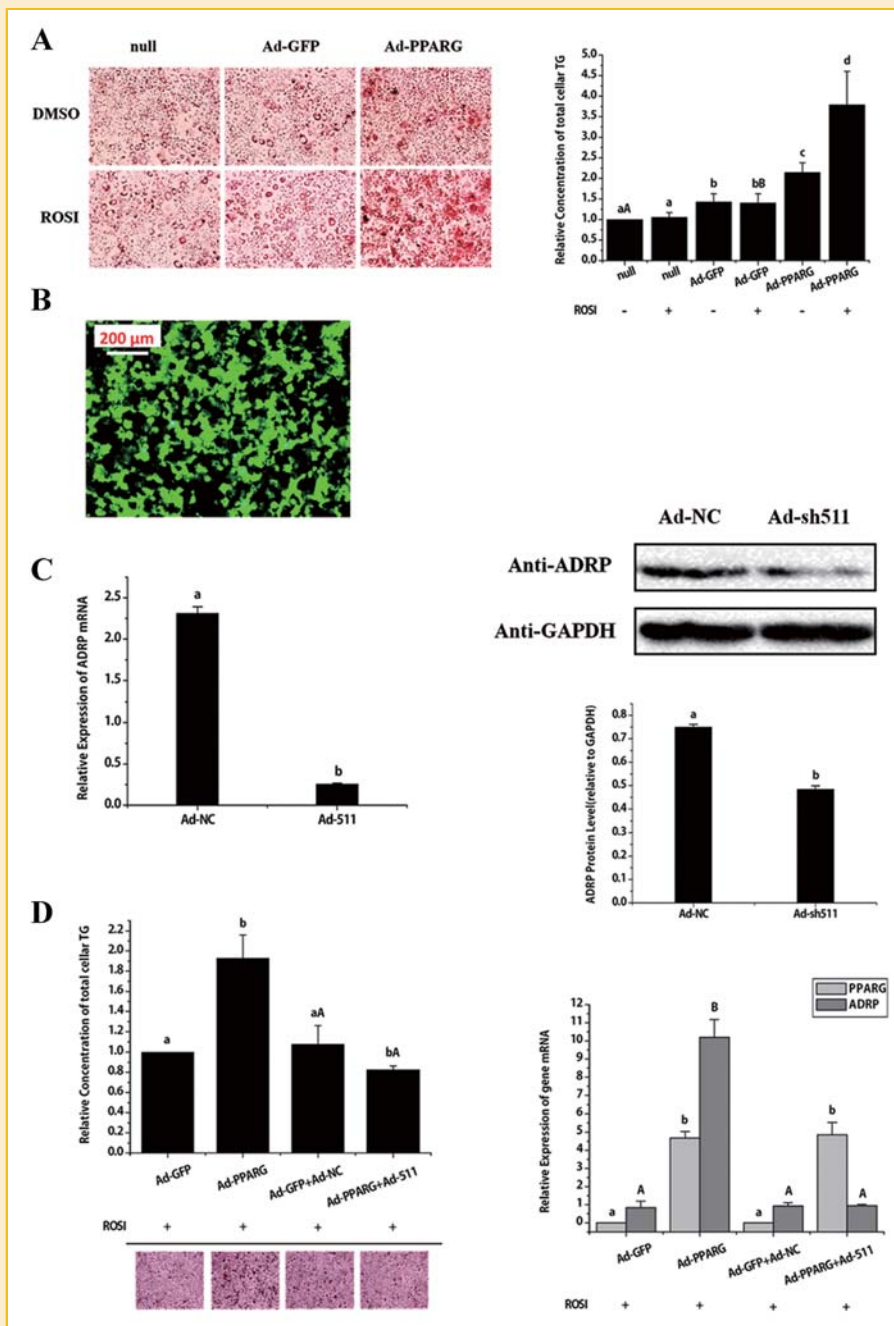 A
null Ad-GFP Ad-PPARG
DMSO
ROSI
Relative Concentration of total cellar TG
5.0
4.5
4.0
3.5
3.0
2.5
2.0
1.5
1.0
0.5
0.0
aA a b bB c d
null null Ad-GFP Ad-GFP Ad-PPARG Ad-PPARG
ROSI - + - + - +
B
200 µm
C
Relative Expression of ADRP mRNA
2.5
2.0
1.5
1.0
0.5
0.0
a b
Ad-NC Ad-511
Ad-NC Ad-sh511
Anti-ADRP
Anti-GAPDH
ADRP Protein Level(relative to GAPDH)
0.8
0.7
0.6
0.5
0.4
0.3
0.2
0.1
0.0
a b
Ad-NC Ad-sh511
D
Relative Concentration of total cellar TG
2.2
2.0
1.8
1.6
1.4
1.2
1.0
0.8
0.6
0.4
0.2
0.0
a b aA bA
Ad-GFP Ad-PPARG Ad-GFP+Ad-NC Ad-PPARG+Ad-511
ROSI + + + +
Relative Expression of gene mRNA
PPARG
ADRP
12
11
10
9
8
7
6
5
4
3
2
1
0
a A b B a A b A
Ad-GFP Ad-PPARG Ad-GFP+Ad-NC Ad-PPARG+Ad-511
ROSI + + + +